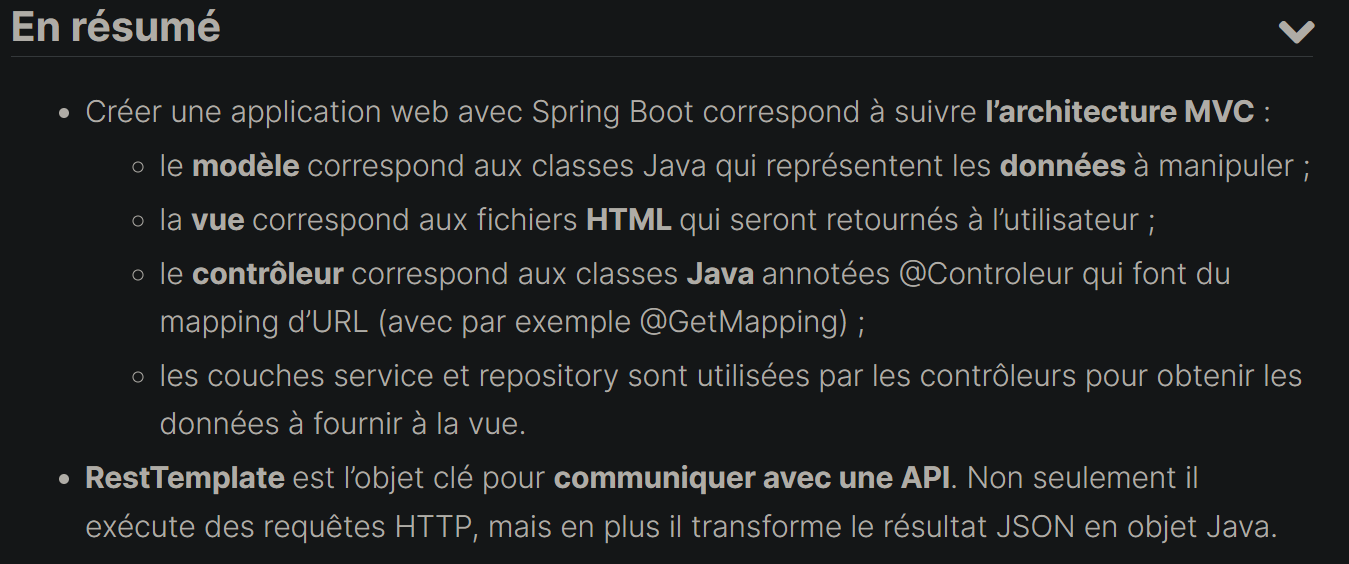 En résumé
• Créer une application web avec Spring Boot correspond à suivre l’architecture MVC :
◦ le modèle correspond aux classes Java qui représentent les données à manipuler ;
◦ la vue correspond aux fichiers HTML qui seront retournés à l’utilisateur ;
◦ le contrôleur correspond aux classes Java annotées @Controleur qui font du
mapping d’URL (avec par exemple @GetMapping) ;
◦ les couches service et repository sont utilisées par les contrôleurs pour obtenir les
données à fournir à la vue.
• RestTemplate est l’objet clé pour communiquer avec une API. Non seulement il
exécute des requêtes HTTP, mais en plus il transforme le résultat JSON en objet Java.